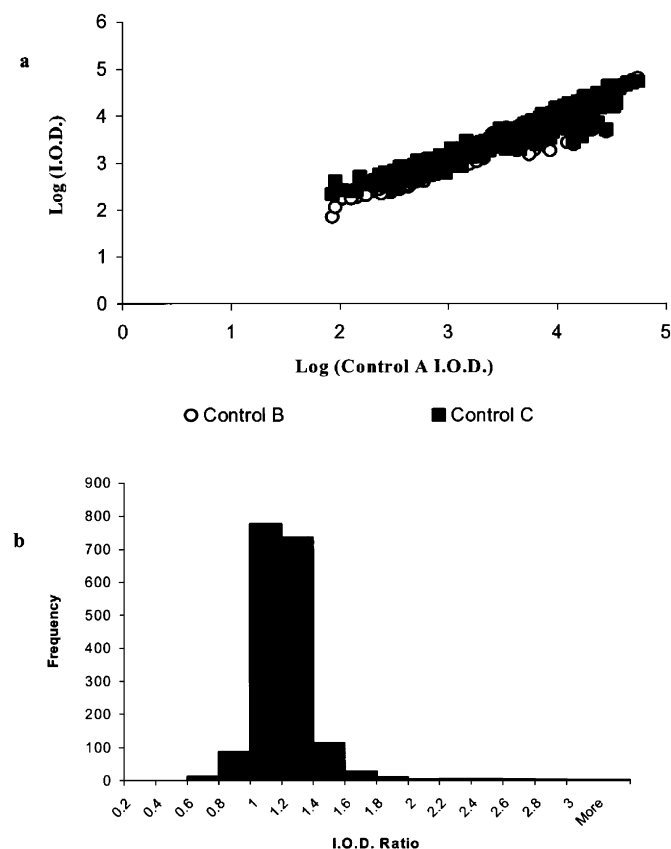 a
6
5
4
3
2
1
0
Log (I.O.D.)
0 1 2 3 4 5
Log (Control A I.O.D.)
Control B Control C
b
900
800
700
600
500
400
300
200
100
0
Frequency
0.2 0.4 0.6 0.8 1 1.2 1.4 1.6 1.8 2 2.2 2.4 2.6 2.8 3 More
I.O.D. Ratio